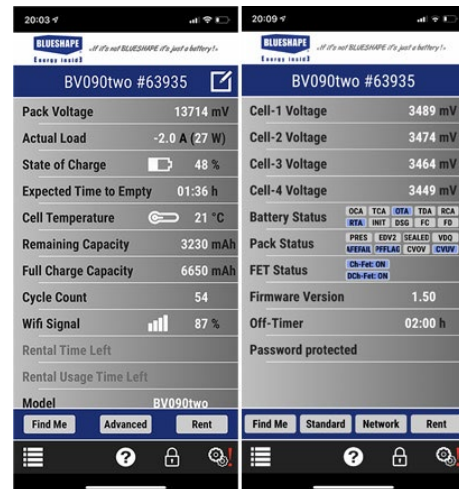 20:03
BLUESHAPE
Energy inside
„If it's not BLUESHAPE it's just a battery!"
BV090two #63935
Pack Voltage 13714 mV
Actual Load -2.0 A (27 W)
State of Charge 48 %
Expected Time to Empty 01:36 h
Cell Temperature 21 °C
Remaining Capacity 3230 mAh
Full Charge Capacity 6650 mAh
Cycle Count 54
Wifi Signal 87 %
Rental Time Left
Rental Usage Time Left
Model BV090two
Find Me Advanced Rent
?
!
20:09
BLUESHAPE
Energy inside
„If it's not BLUESHAPE it's just a battery!"
BV090two #63935
Cell-1 Voltage 3489 mV
Cell-2 Voltage 3474 mV
Cell-3 Voltage 3464 mV
Cell-4 Voltage 3449 mV
Battery Status OCA TCA OTA TDA RCA
RTA INIT DSG FC FD
Pack Status PRES EDV2 SEALED VDQ
AFEFAIL PFFLAG CVOV CVUV
FET Status Ch-Fet: ON
DCh-Fet: ON
Firmware Version 1.50
Off-Timer 02:00 h
Password protected
Find Me Standard Network Rent
?
!